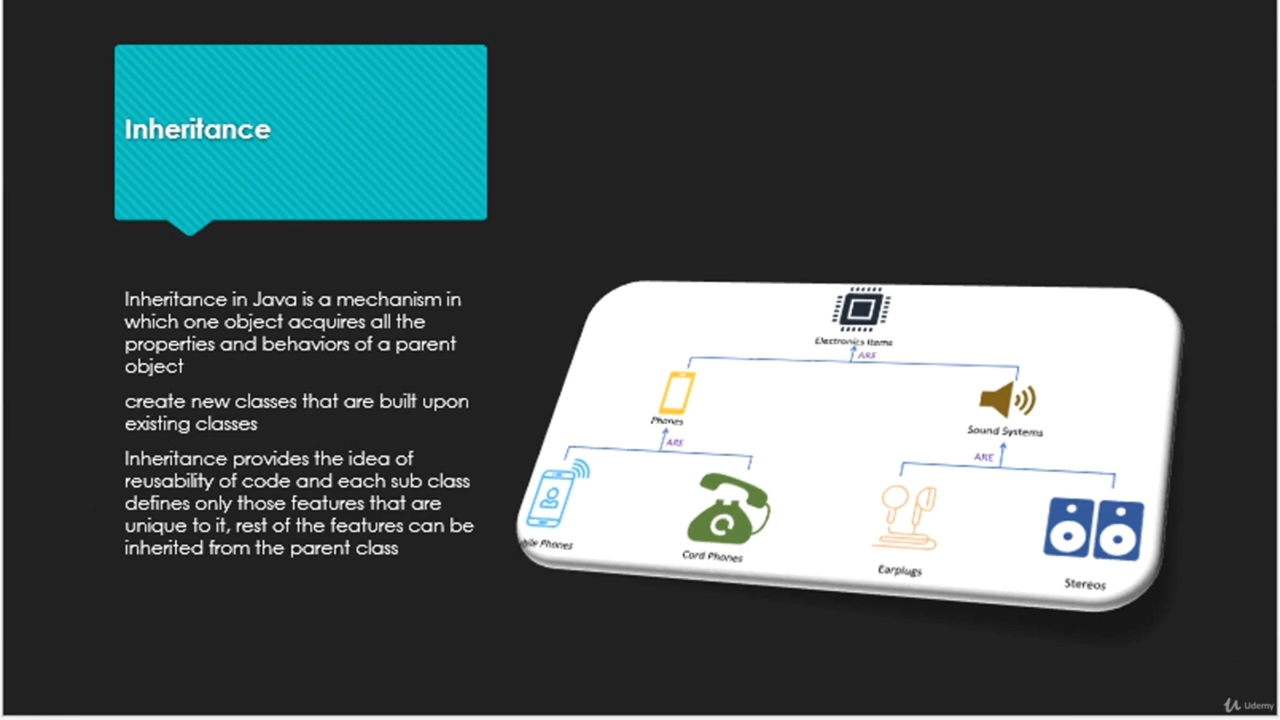 Inheritance
Inheritance in Java is a mechanism in
which one object acquires all the
properties and behaviors of a parent
object
create new classes that are built upon
existing classes
Inheritance provides the idea of
reusability of code and each sub class
defines only those features that are
unique to it, rest of the features can be
inherited from the parent class
Electronics Items
ARE
Phones
Sound Systems
ARE
ARE
bile Phones
Cord Phones
Earplugs
Stereos
Udemy